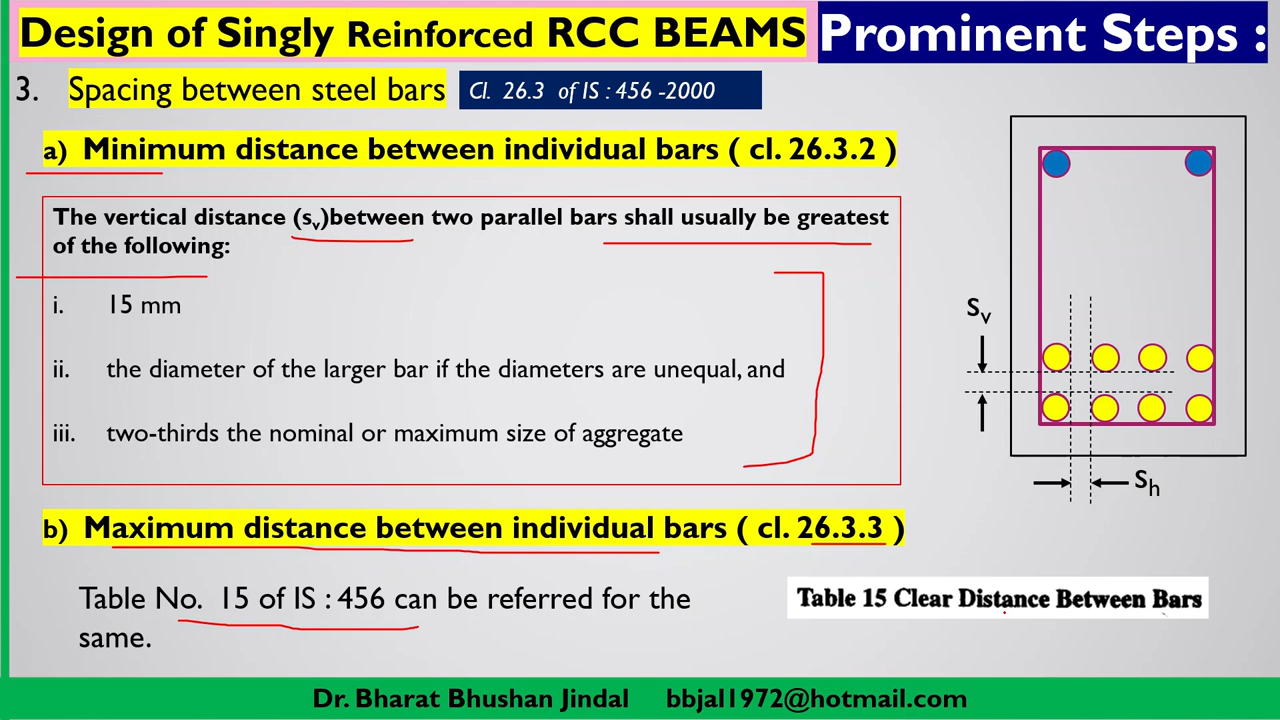 Design of Singly Reinforced RCC BEAMS Prominent Steps :
3. Spacing between steel bars Cl. 26.3 of IS : 456 -2000
a) Minimum distance between individual bars ( cl. 26.3.2 )
The vertical distance (sv)between two parallel bars shall usually be greatest
of the following:
i. 15 mm
ii. the diameter of the larger bar if the diameters are unequal, and
iii. two-thirds the nominal or maximum size of aggregate
sv
sh
b) Maximum distance between individual bars ( cl. 26.3.3 )
Table No. 15 of IS : 456 can be referred for the
same.
Table 15 Clear Distance Between Bars
Dr. Bharat Bhushan Jindal bbjal1972@hotmail.com